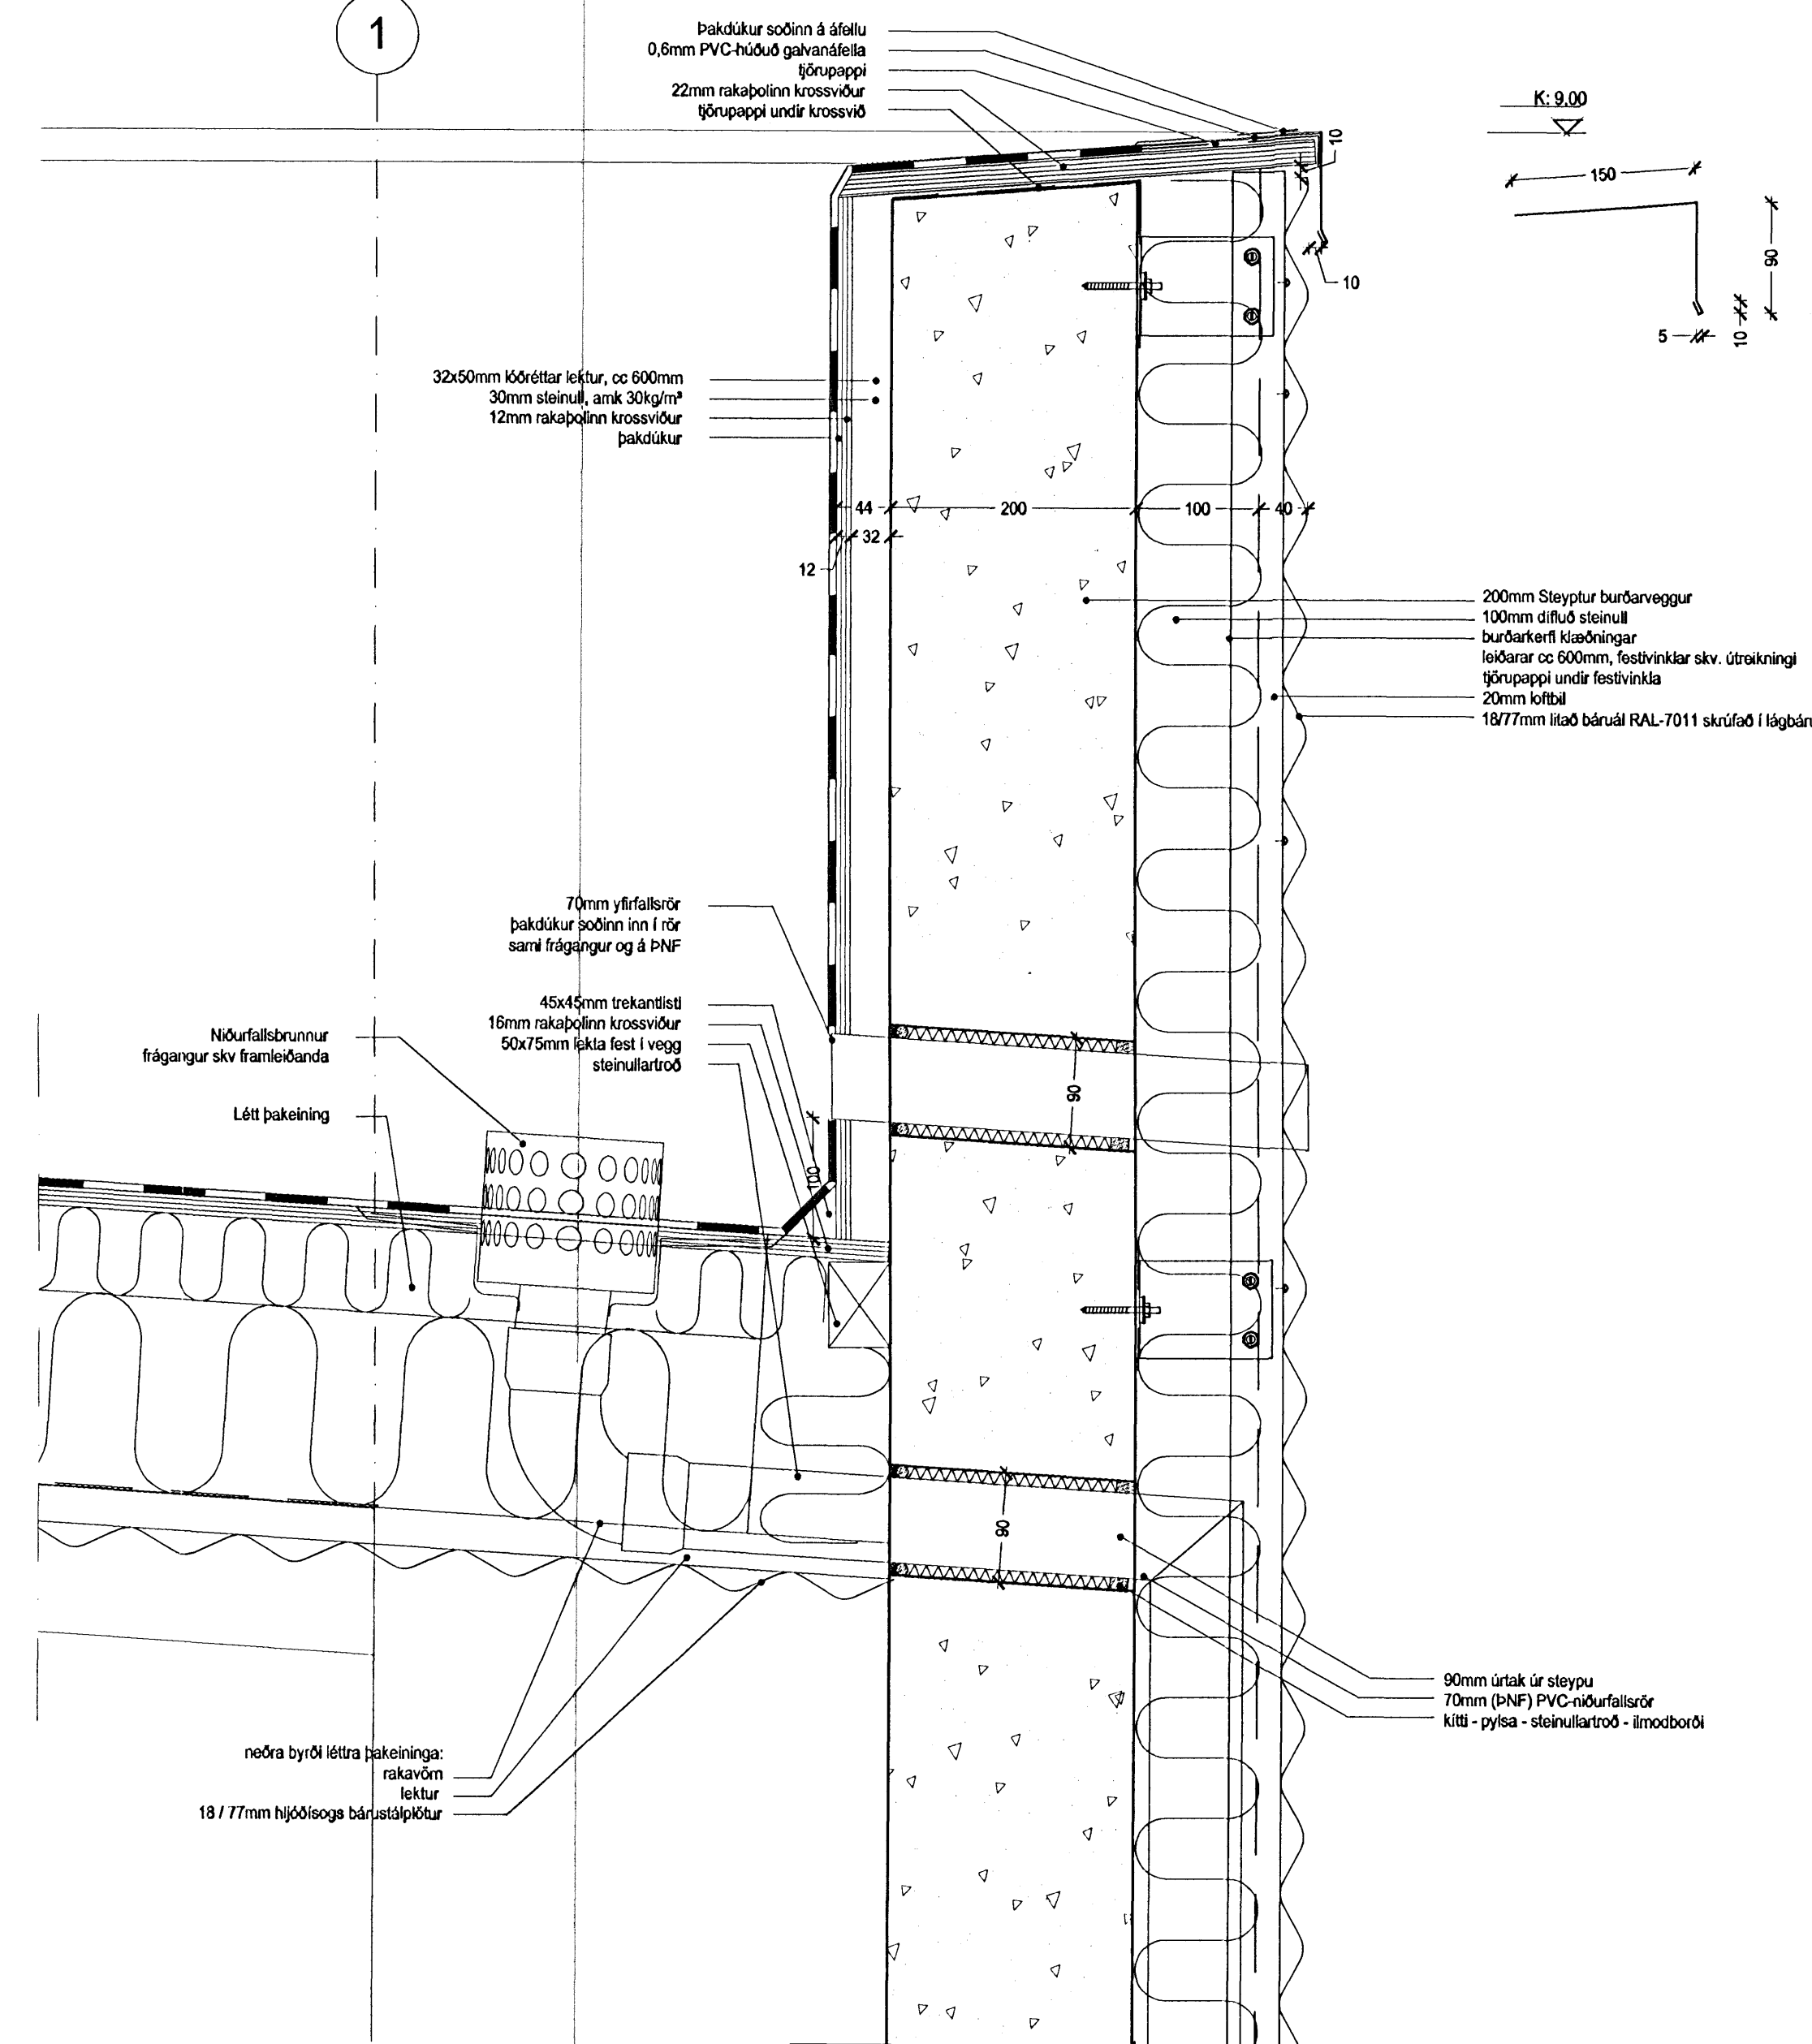 1
þakdúkur soðinn á áfellu
0,6mm PVC-húðuð galvanáfella
tjörupappi
22mm rakaþolinn krossviður
tjörupappi undir krossvið
K: 9.00
10
150
90
10
5
10
32x50mm lóðréttar lektur, cc 600mm
30mm steinull, amk 30kg/m³
12mm rakaþolinn krossviður
þakdúkur
44
200
100
40
32
12
200mm Steyptur burðarveggur
100mm dífluð steinull
burðarkerfi klæðningar
leiðarar cc 600mm, festivinklar skv. útreikningi
tjörupappi undir festivinkla
20mm loftbil
18/77mm litað báruál RAL-7011 skrúfað í lágbáru
70mm yfirfallsrör
þakdúkur soðinn inn í rör
sami frágangur og á ÞNF
45x45mm trekantlisti
16mm rakaþolinn krossviður
50x75mm lekta fest í vegg
steinullartroð
Niðurfallsbrunnur
frágangur skv framleiðanda
Létt þakeining
90
100
90
90mm úrtak úr steypu
70mm (ÞNF) PVC-niðurfallsrör
kítti - pylsa - steinullartroð - ilmodborði
neðra byrði léttra þakeininga:
rakavörn
lektur
18 / 77mm hljóðísogs bárustálplötur